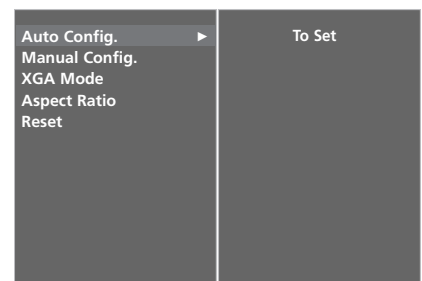 Auto Config. ► To Set
Manual Config.
XGA Mode
Aspect Ratio
Reset